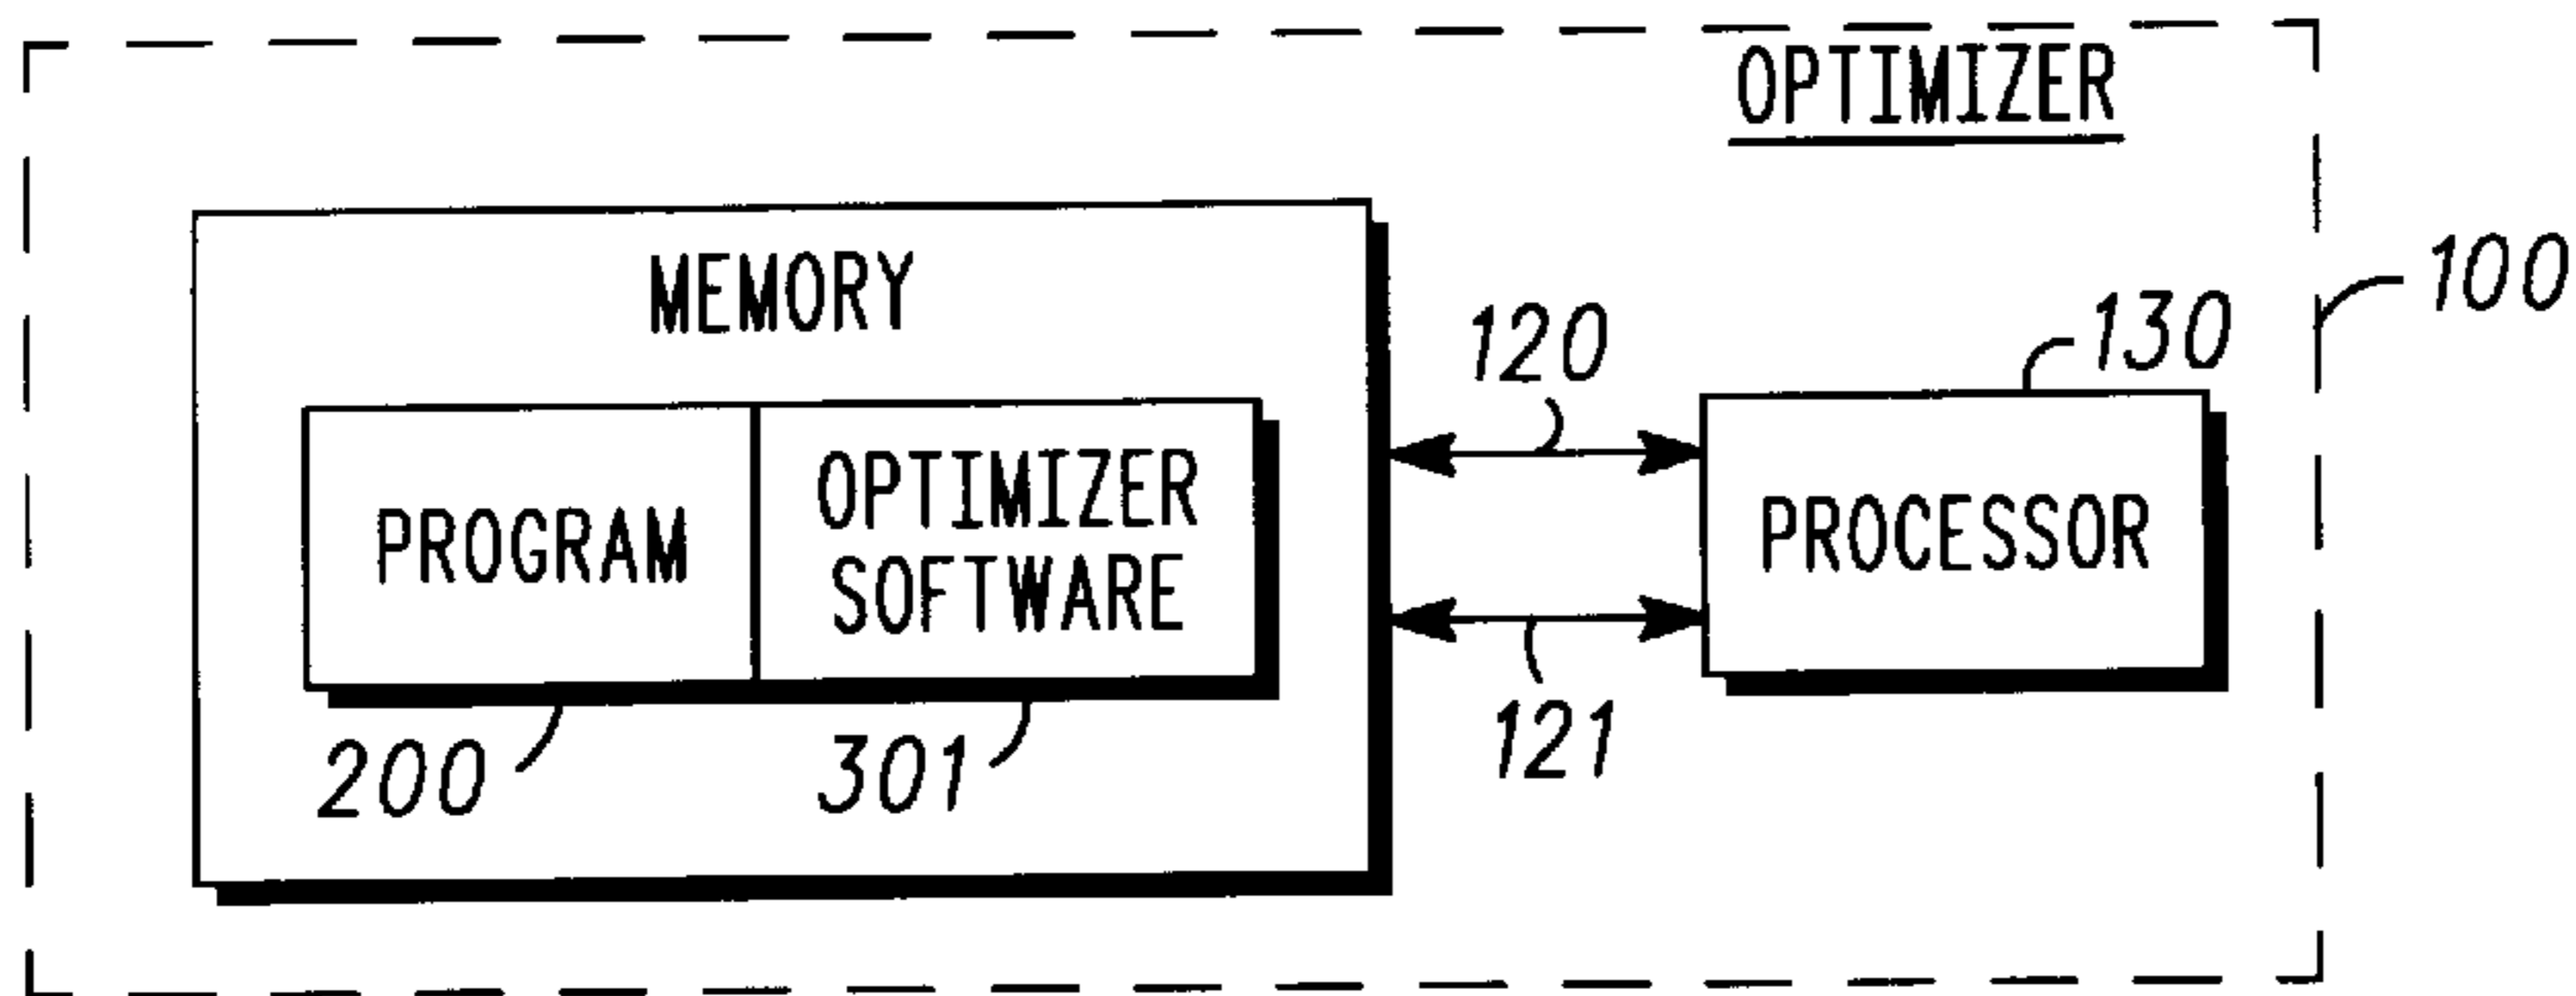 OPTIMIZER
100
MEMORY
120
130
PROGRAM
OPTIMIZER
SOFTWARE
PROCESSOR
200
301
121